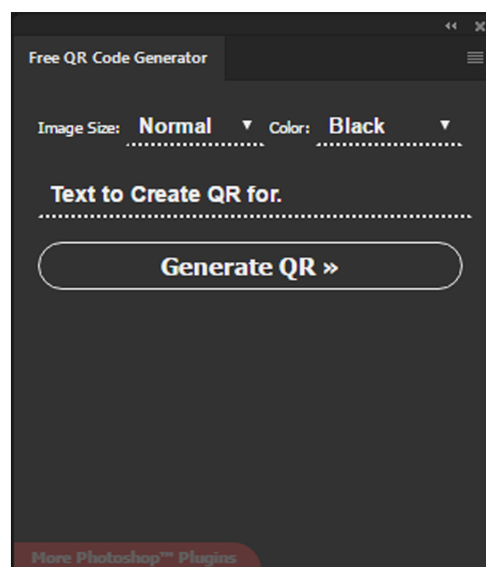 Free QR Code Generator
Image Size: Normal ▼ Color: Black ▼
Text to Create QR for.
Generate QR »
More Photoshop™ Plugins